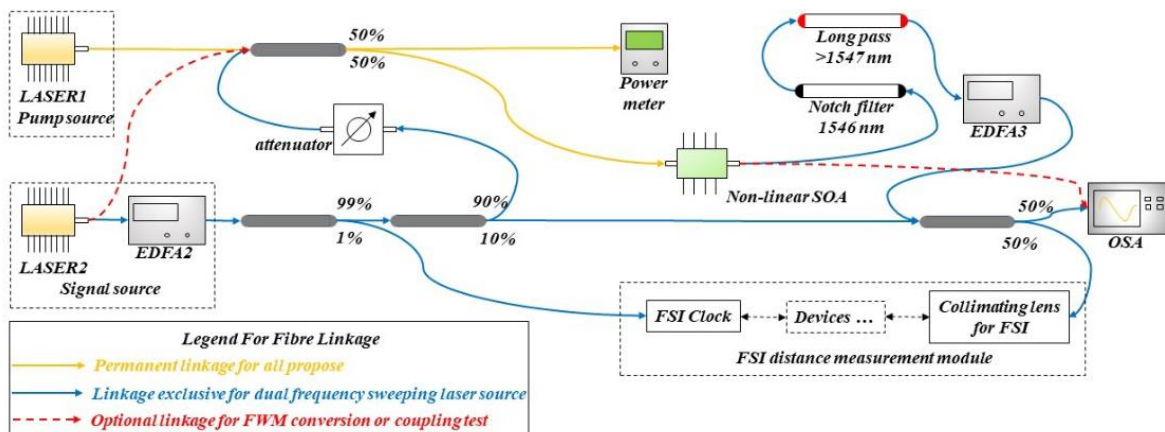 LASER1
Pump source
50%
50%
Power
meter
Long pass
>1547 nm
Notch filter
1546 nm
EDFA3
attenuator
Non-linear SOA
LASER2
EDFA2
Signal source
99%
1%
90%
10%
50%
50%
OSA
FSI Clock
Devices ...
Collimating lens
for FSI
FSI distance measurement module
Legend For Fibre Linkage
Permanent linkage for all propose
Linkage exclusive for dual frequency sweeping laser source
Optional linkage for FWM conversion or coupling test